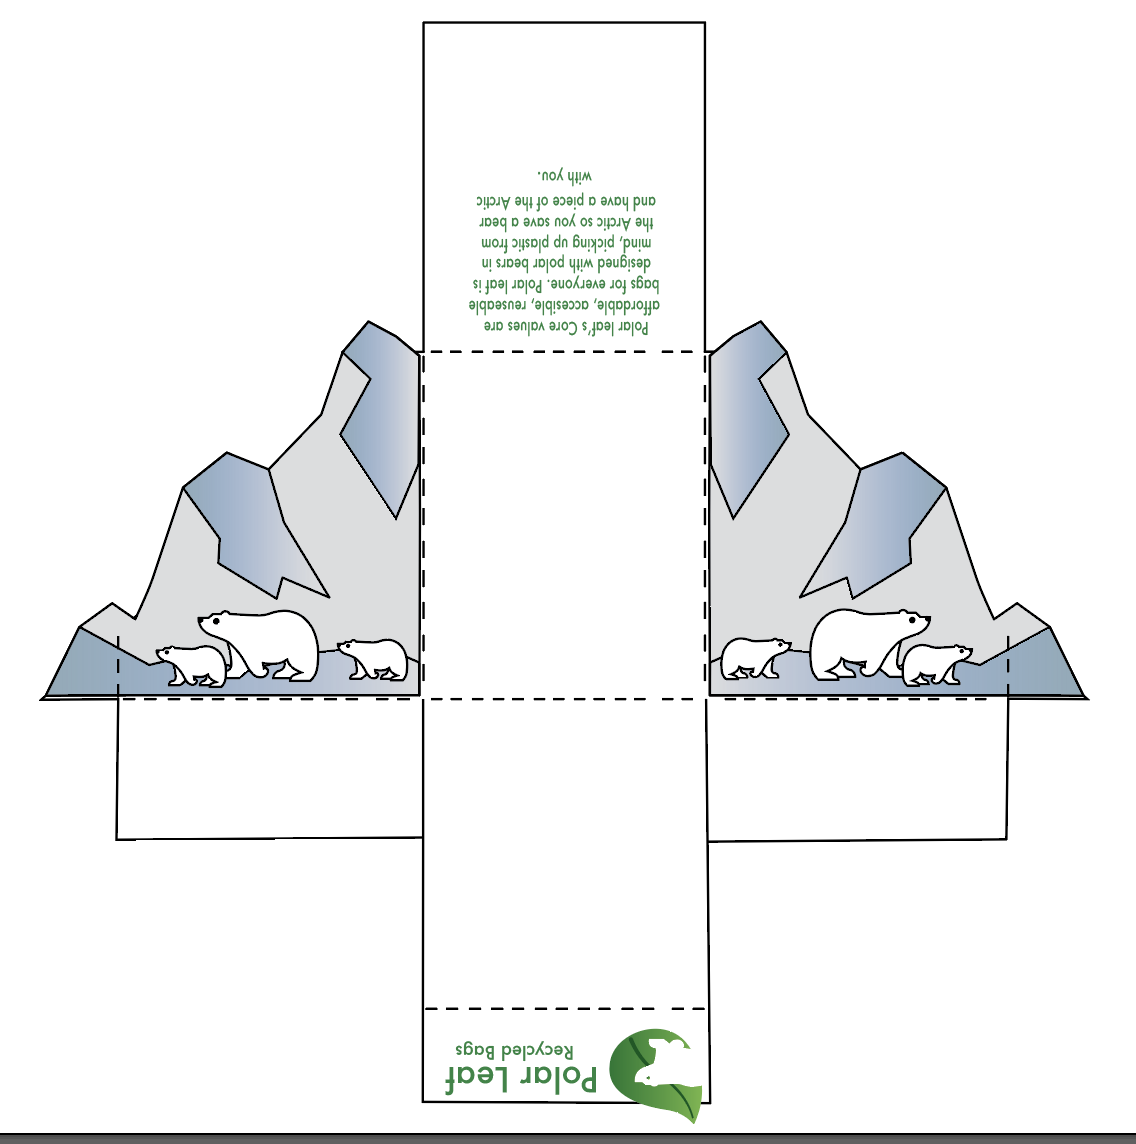 Polar leaf's Core values are
affordable, accesible, reuseable
bags for everyone. Polar leaf is
designed with polar bears in
mind, picking up plastic from
the Arctic so you save a bear
and have a piece of the Arctic
with you.
Polar Leaf
Recycled Bags